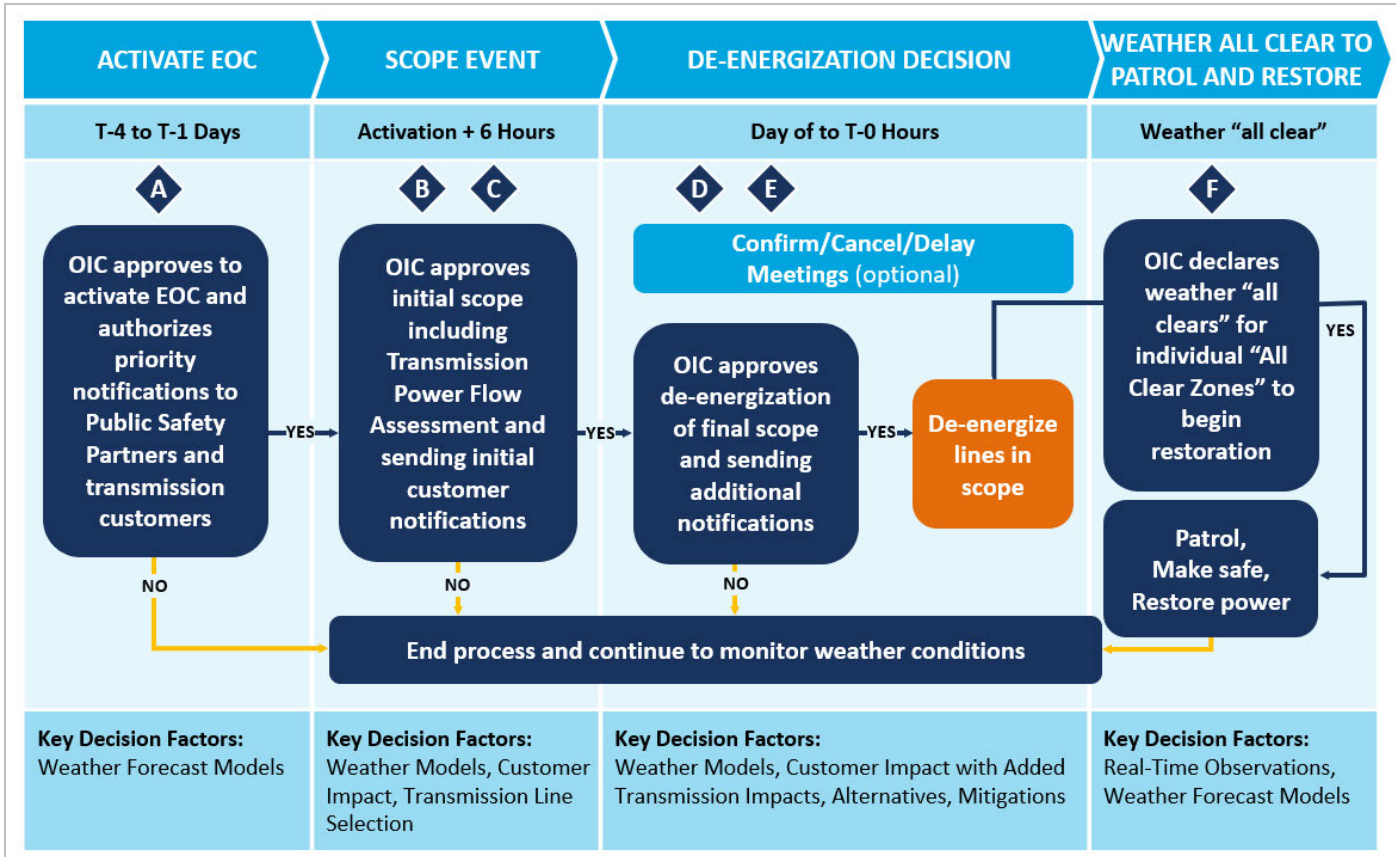 ACTIVATE EOC
SCOPE EVENT
DE-ENERGIZATION DECISION
WEATHER ALL CLEAR TO
PATROL AND RESTORE
T-4 to T-1 Days
Activation + 6 Hours
Day of to T-0 Hours
Weather “all clear”
A
B
C
D
E
F
OIC approves to
activate EOC and
authorizes
priority
notifications to
Public Safety
Partners and
transmission
customers
YES
NO
OIC approves
initial scope
including
Transmission
Power Flow
Assessment and
sending initial
customer
notifications
YES
NO
Confirm/Cancel/Delay
Meetings (optional)
OIC approves
de-energization
of final scope
and sending
additional
notifications
YES
NO
De-energize
lines in
scope
OIC declares
weather “all
clears” for
individual “All
Clear Zones” to
begin
restoration
YES
Patrol,
Make safe,
Restore power
End process and continue to monitor weather conditions
Key Decision Factors:
Weather Forecast Models
Key Decision Factors:
Weather Models, Customer
Impact, Transmission Line
Selection
Key Decision Factors:
Weather Models, Customer Impact with Added
Transmission Impacts, Alternatives, Mitigations
Key Decision Factors:
Real-Time Observations,
Weather Forecast Models